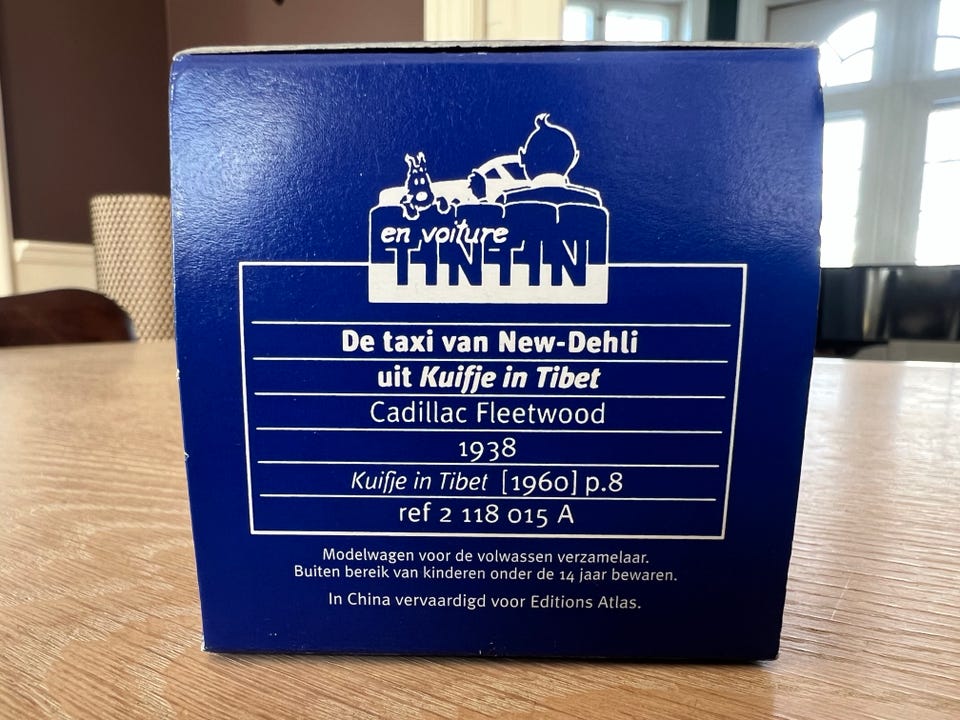 en voiture
TINTIN
De taxi van New-Dehli
uit Kuifje in Tibet
Cadillac Fleetwood
1938
Kuifje in Tibet [1960] p.8
ref 2 118 015 A
Modelwagen voor de volwassen verzamelaar.
Buiten bereik van kinderen onder de 14 jaar bewaren.
In China vervaardigd voor Editions Atlas.